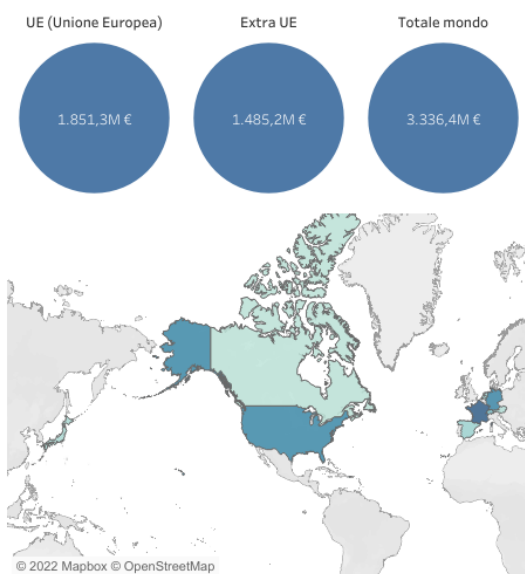 UE (Unione Europea)
Extra UE
Totale mondo
1.851,3M €
1.485,2M €
3.336,4M €
© 2022 Mapbox © OpenStreetMap